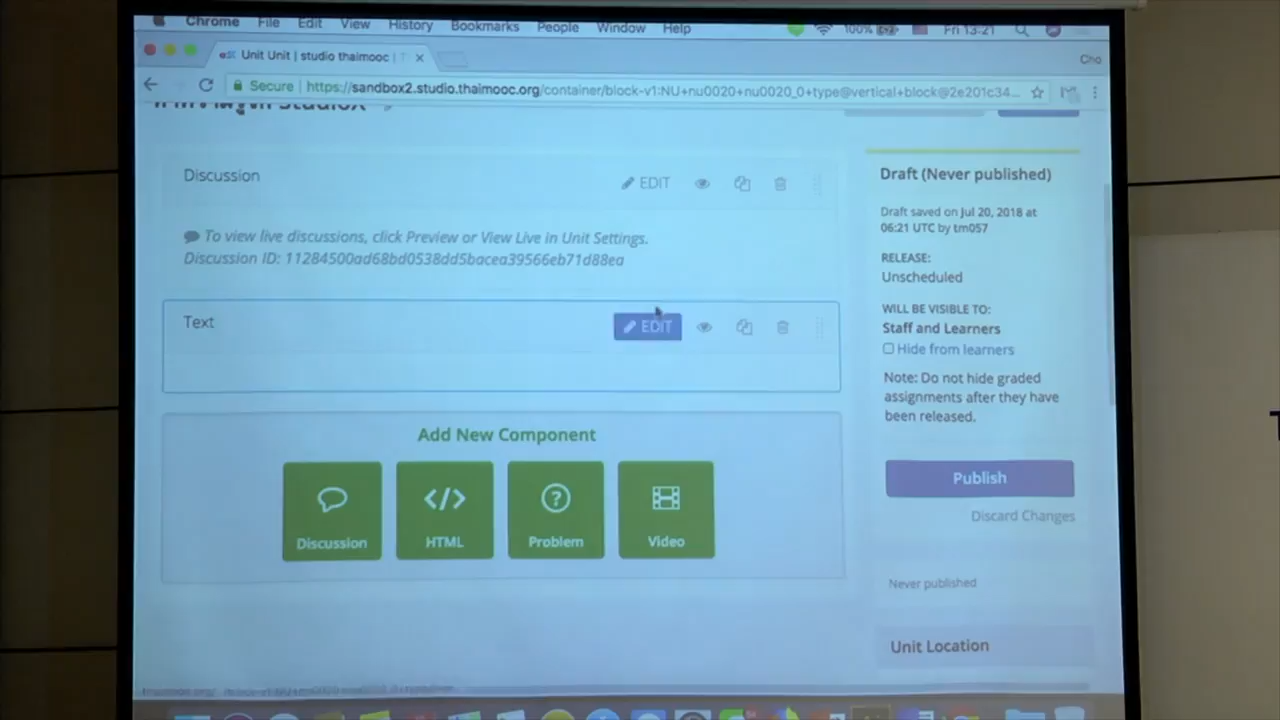 Chrome File Edit View History Bookmarks People Window Help 100% Fri 13:21
Unit Unit | studio thaimooc |
Cho
Secure https://sandbox2.studio.thaimooc.org/container/block-v1:NU+nu0020+nu0020_0+type@vertical+block@2e201c34...
Discussion
EDIT
To view live discussions, click Preview or View Live in Unit Settings.
Discussion ID: 11284500ad68bd0538dd5bacea39566eb71d88ea
Text
EDIT
Add New Component
Discussion
HTML
Problem
Video
Draft (Never published)
Draft saved on Jul 20, 2018 at
06:21 UTC by tm057
RELEASE:
Unscheduled
WILL BE VISIBLE TO:
Staff and Learners
Hide from learners
Note: Do not hide graded
assignments after they have
been released.
Publish
Discard Changes
Never published
Unit Location